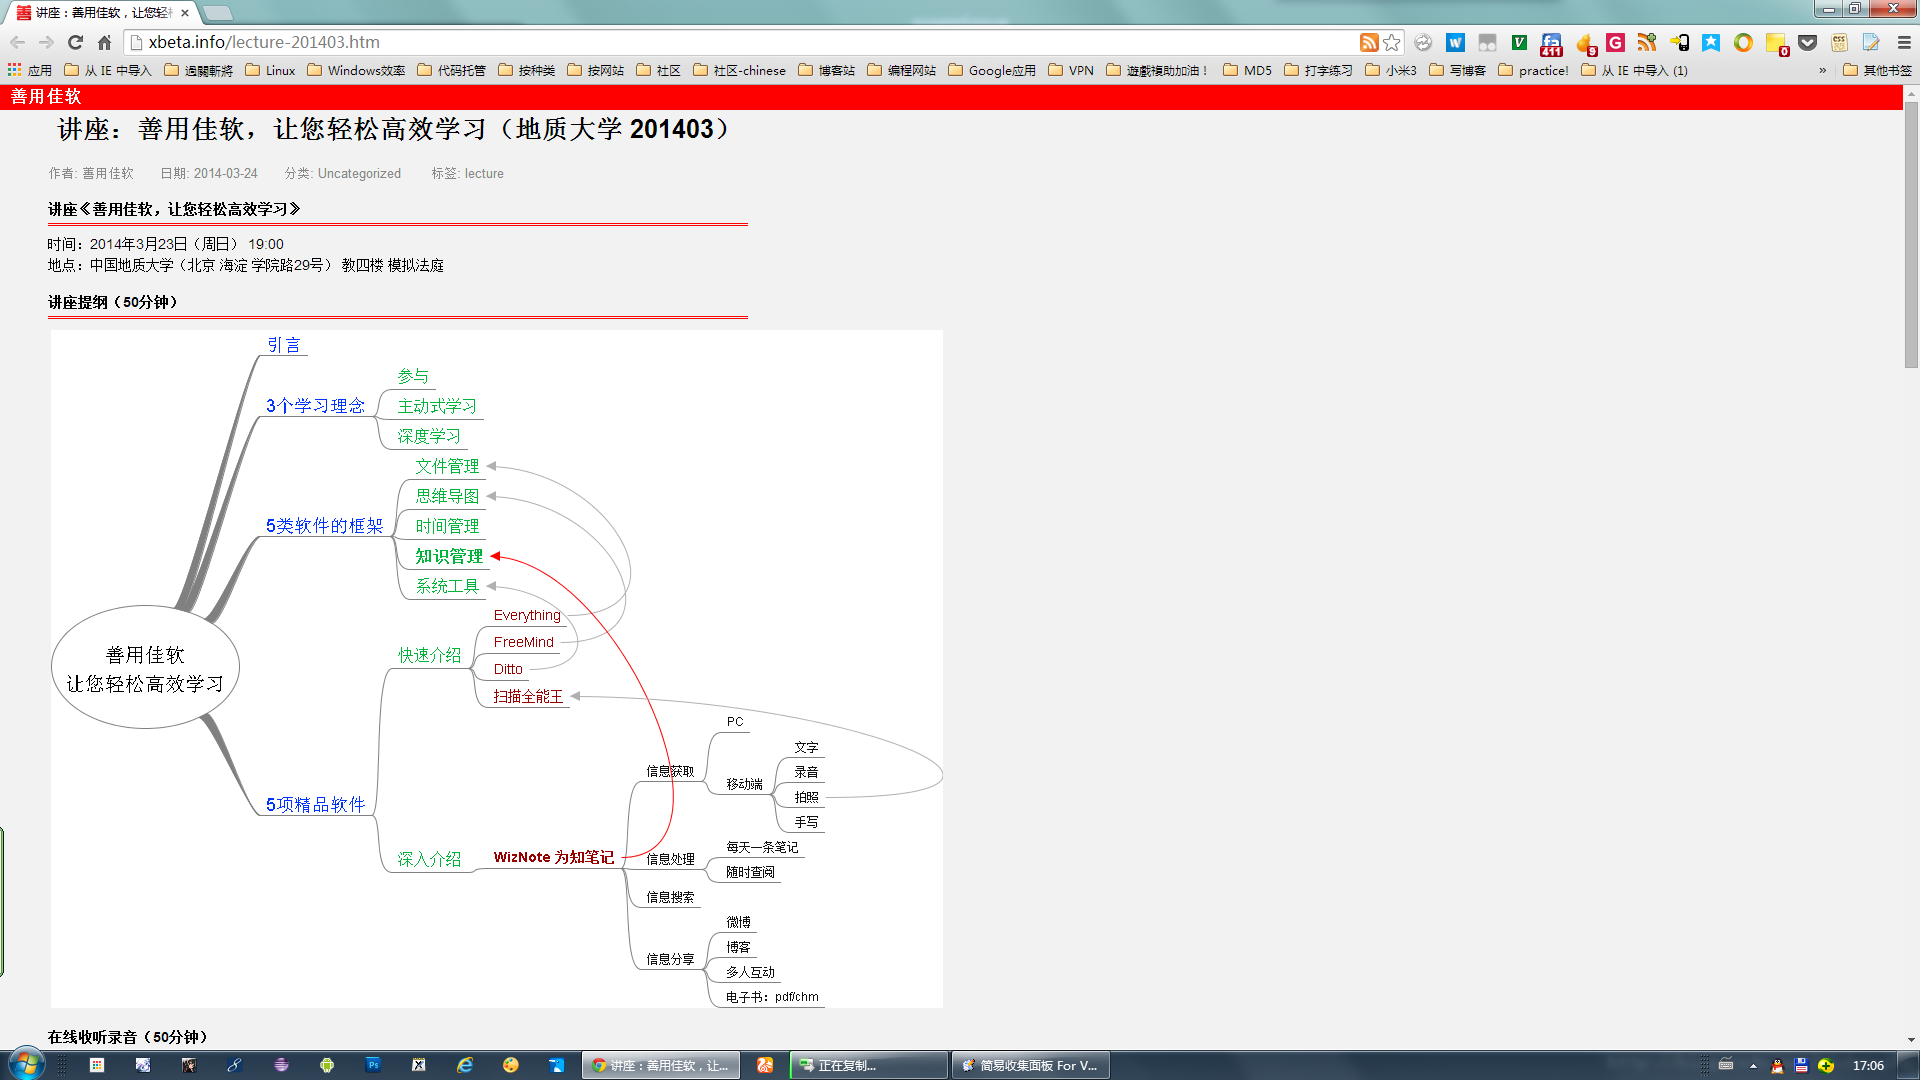 讲座：善用佳软，让您轻松
xbeta.info/lecture-201403.htm
应用 从 IE 中导入 過關斬將 Linux Windows效率 代码托管 按种类 按网站 社区 社区-chinese 博客站 编程网站 Google应用 VPN 遊戲援助加油！ MD5 打字练习 小米3 写博客 practice! 从 IE 中导入 (1) » 其他书签
善用佳软
讲座：善用佳软，让您轻松高效学习（地质大学 201403）
作者: 善用佳软 日期: 2014-03-24 分类: Uncategorized 标签: lecture
讲座《善用佳软，让您轻松高效学习》
时间：2014年3月23日（周日） 19:00
地点：中国地质大学（北京 海淀 学院路29号） 教四楼 模拟法庭
讲座提纲（50分钟）
引言
参与
3个学习理念
主动式学习
深度学习
文件管理
思维导图
5类软件的框架
时间管理
知识管理
系统工具
Everything
FreeMind
善用佳软
让您轻松高效学习
快速介绍
Ditto
扫描全能王
PC
文字
信息获取
录音
移动端
拍照
5项精品软件
手写
每天一条笔记
深入介绍
WizNote 为知笔记
信息处理
随时查阅
信息搜索
微博
博客
信息分享
多人互动
电子书：pdf/chm
在线收听录音（50分钟）
讲座：善用佳软，让... 正在复制... 简易收集面板 For V... 17:06
411
9
0